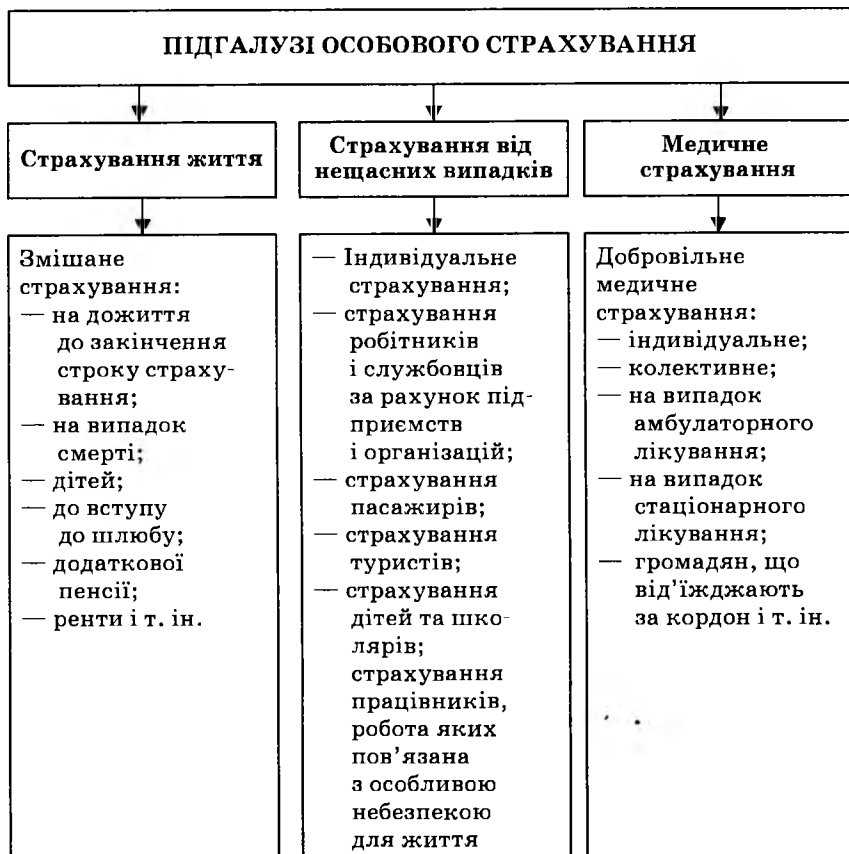 ПІДГАЛУЗІ ОСОБОВОГО СТРАХУВАННЯ
Страхування життя
Страхування від
нещасних випадків
Медичне
страхування
Змішане
страхування:
— на дожиття
до закінчення
строку страху-
вання;
— на випадок
смерті;
— дітей;
— до вступу
до шлюбу;
— додаткової
пенсії;
— ренти і т. ін.
— Індивідуальне
страхування;
— страхування
робітників
і службовців
за рахунок під-
приємств
і організацій;
— страхування
пасажирів;
— страхування
туристів;
— страхування
дітей та шко-
лярів;
страхування
працівників,
робота яких
пов’язана
з особливою
небезпекою
для життя
Добровільне
медичне
страхування:
— індивідуальне;
— колективне;
— на випадок
амбулаторного
лікування;
— на випадок
стаціонарного
лікування;
— громадян, що
від’їжджають
за кордон і т. ін.